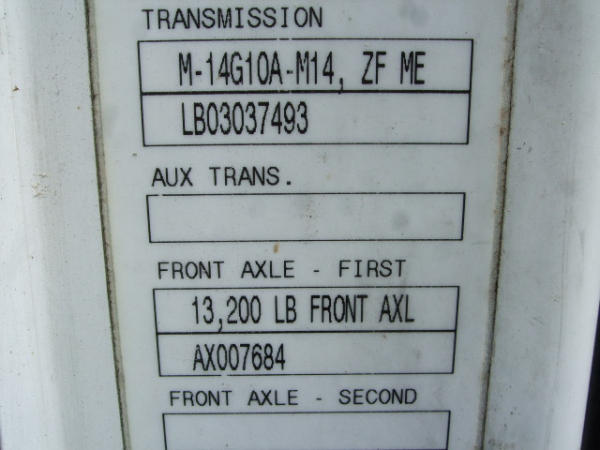 TRANSMISSION
M-14G10A-M14, ZF ME
LB03037493
AUX TRANS.
FRONT AXLE - FIRST
13,200 LB FRONT AXL
AX007684
FRONT AXLE - SECOND